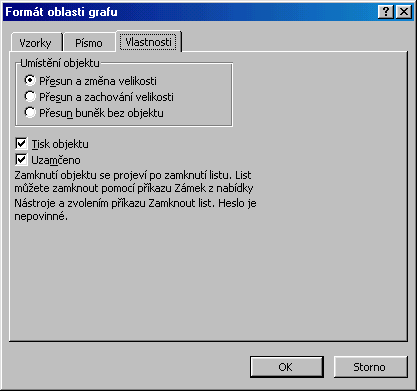 Formát oblasti grafu
Vzorky Písmo Vlastnosti
Umístění objektu
Přesun a změna velikosti
Přesun a zachování velikosti
Přesun buněk bez objektu
Tisk objektu
Uzamčeno
Zamknutí objektu se projeví po zamknutí listu. List
můžete zamknout pomocí příkazu Zámek z nabídky
Nástroje a zvolením příkazu Zamknout list. Heslo je
nepovinné.
OK Storno